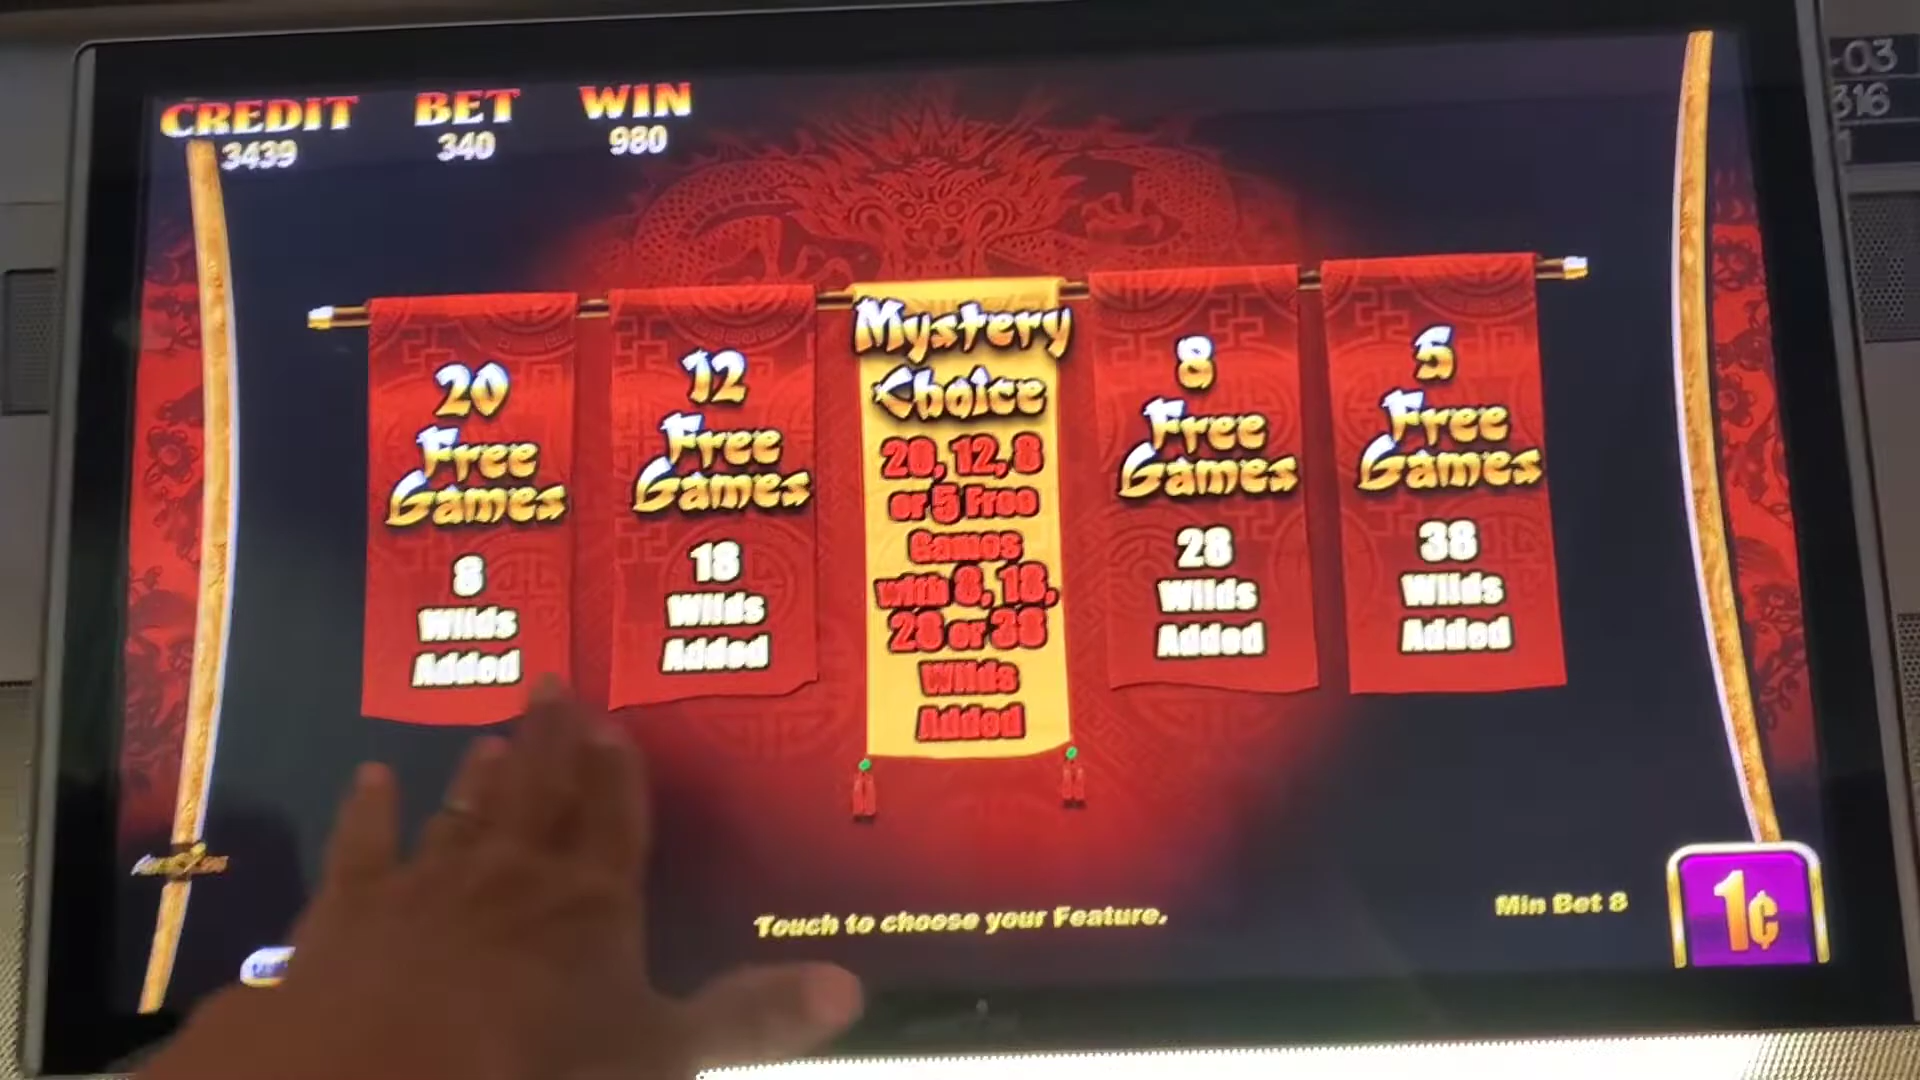 CREDIT BET WIN
3439 340 980
-03
316
20
Free
Games
8
Wilds
Added
12
Free
Games
18
Wilds
Added
Mystery
Choice
20, 12, 8
or 5 Free
Games
with 8, 18,
28 or 38
Wilds
Added
8
Free
Games
28
Wilds
Added
5
Free
Games
38
Wilds
Added
Touch to choose your Feature.
Min Bet 8
1¢